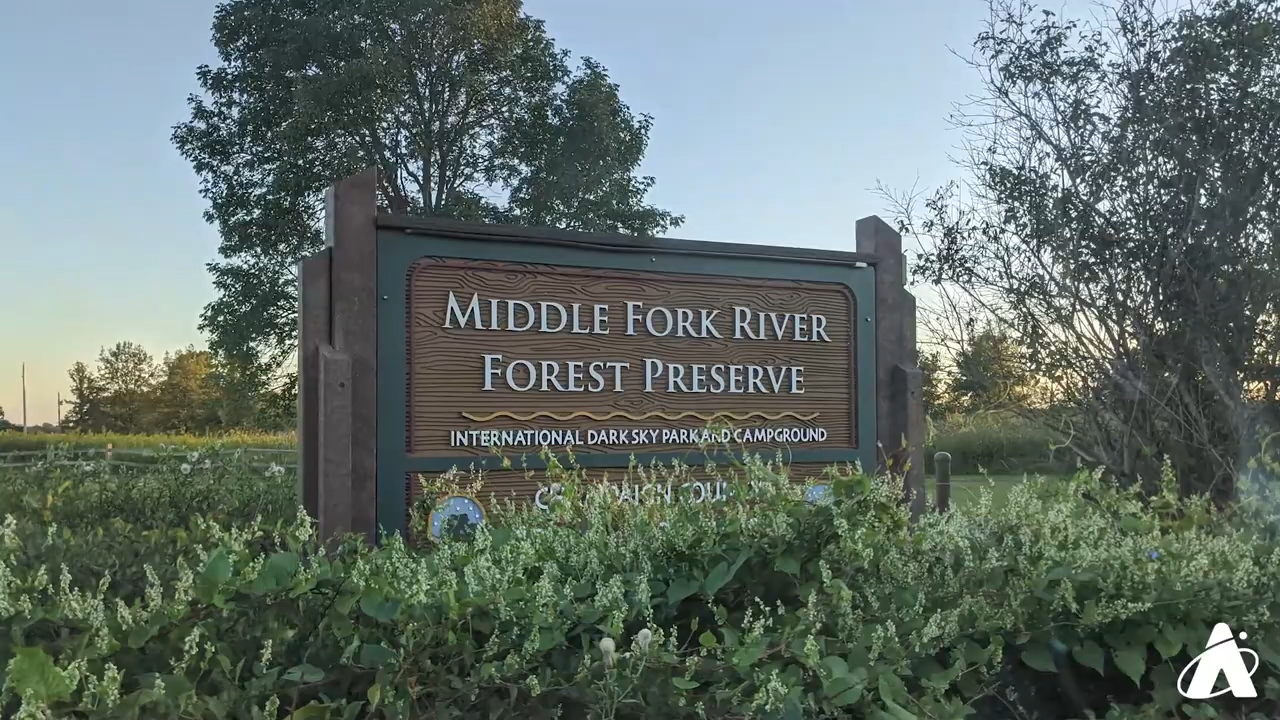 MIDDLE FORK RIVER
FOREST PRESERVE
INTERNATIONAL DARK SKY PARK AND CAMPGROUND